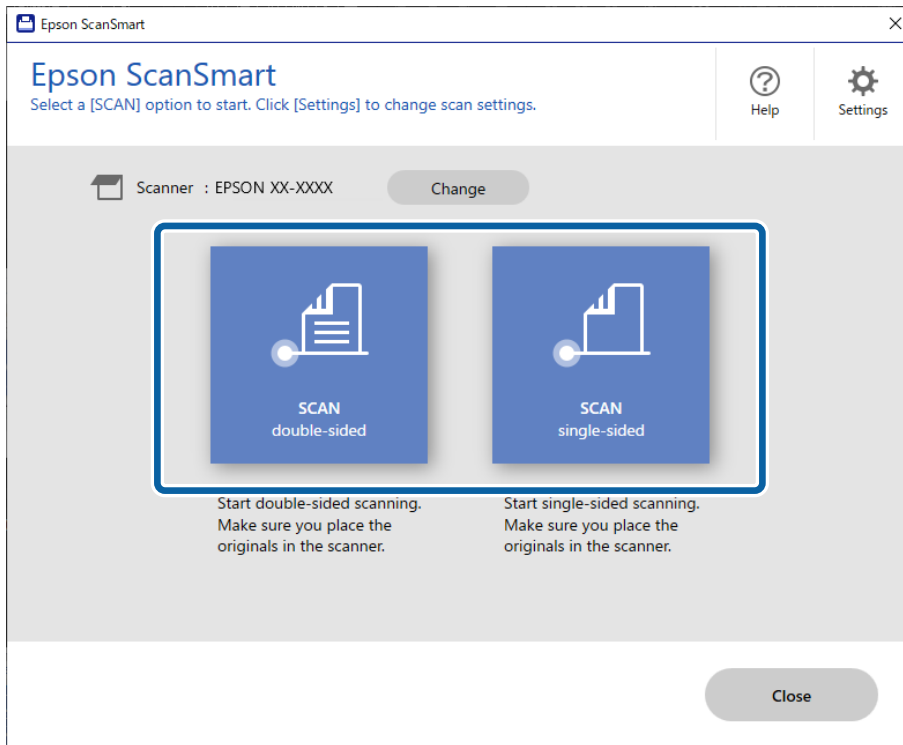 Epson ScanSmart
Epson ScanSmart
Select a [SCAN] option to start. Click [Settings] to change scan settings.
Help
Settings
Scanner : EPSON XX-XXXX
Change
SCAN
double-sided
SCAN
single-sided
Start double-sided scanning.
Make sure you place the
originals in the scanner.
Start single-sided scanning.
Make sure you place the
originals in the scanner.
Close